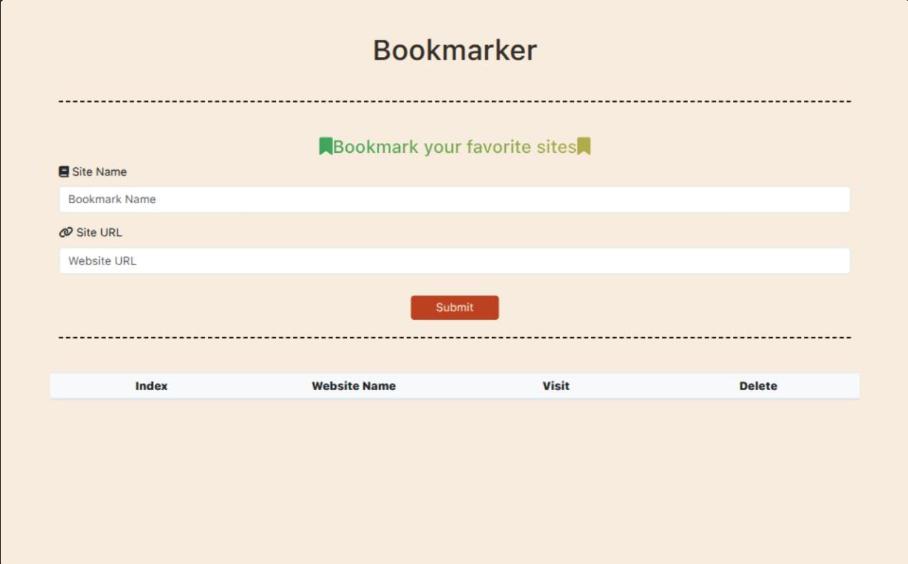 Bookmarker
Bookmark your favorite sites
Site Name
Bookmark Name
Site URL
Website URL
Submit
Index Website Name Visit Delete